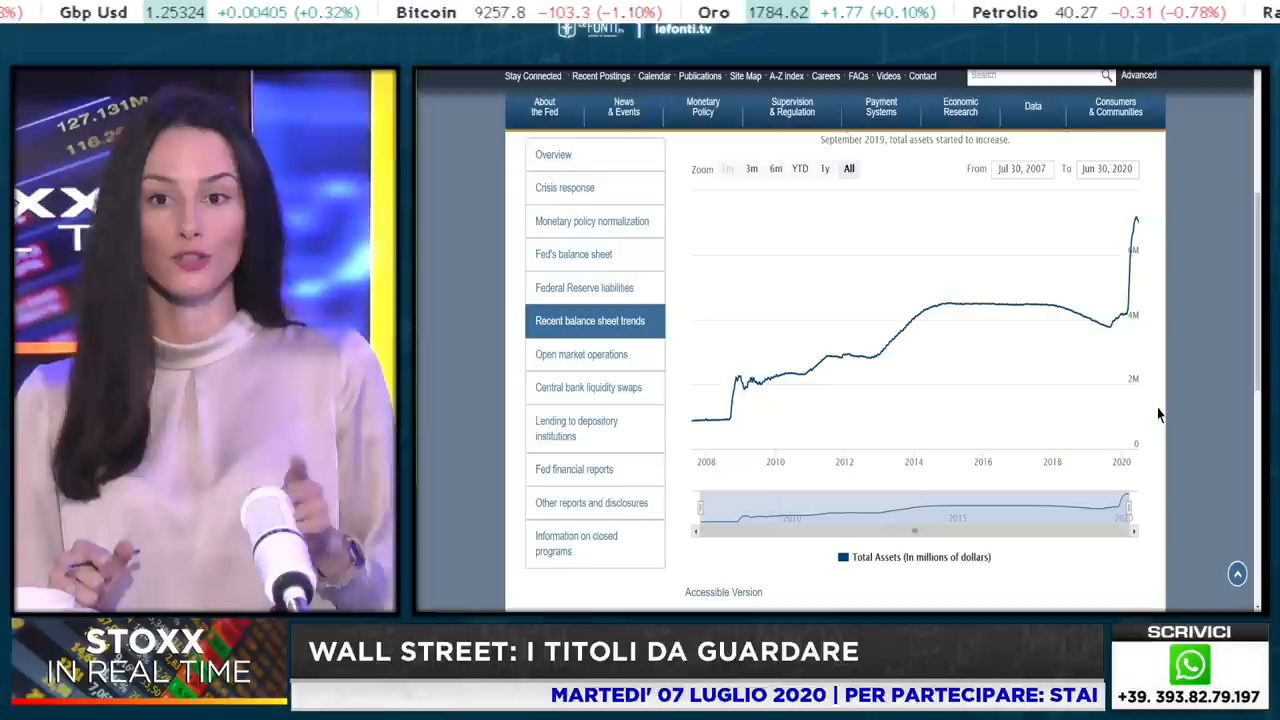 %) Gbp Usd 1.25324 +0.00405 (+0.32%) Bitcoin 9257.8 −103.3 (−1.10%) Oro 1784.62 +1.77 (+0.10%) Petrolio 40.27 −0.31 (−0.78%)
LEFONTI.TV lefonti.tv
127.131M
XX
T
Stay Connected Recent Postings Calendar Publications Site Map A-Z index Careers FAQs Videos Contact Search Advanced
About the Fed
News & Events
Monetary Policy
Supervision & Regulation
Payment Systems
Economic Research
Data
Consumers & Communities
September 2019, total assets started to increase.
Overview
Crisis response
Monetary policy normalization
Fed's balance sheet
Federal Reserve liabilities
Recent balance sheet trends
Open market operations
Central bank liquidity swaps
Lending to depository
institutions
Fed financial reports
Other reports and disclosures
Information on closed
programs
Zoom 1m 3m 6m YTD 1y All From Jul 30, 2007 To Jun 30, 2020
6M
4M
2M
0
2008 2010 2012 2014 2016 2018 2020
2010 2015 2020
Total Assets (In millions of dollars)
Accessible Version
STOXX
IN REAL TIME
WALL STREET: I TITOLI DA GUARDARE
MARTEDI' 07 LUGLIO 2020 | PER PARTECIPARE: STAI
SCRIVICI
+39. 393.82.79.197